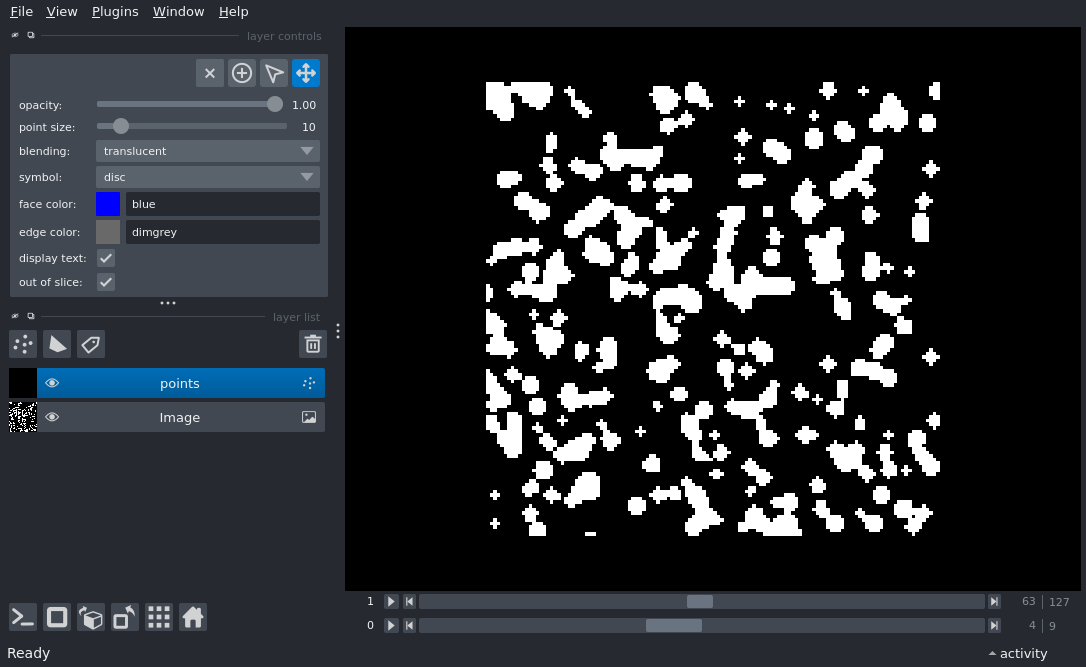 File View Plugins Window Help
layer controls
opacity: 1.00
point size: 10
blending: translucent
symbol: disc
face color: blue
edge color: dimgrey
display text:
out of slice:
layer list
points
Image
1 63 127
0 4 9
Ready activity